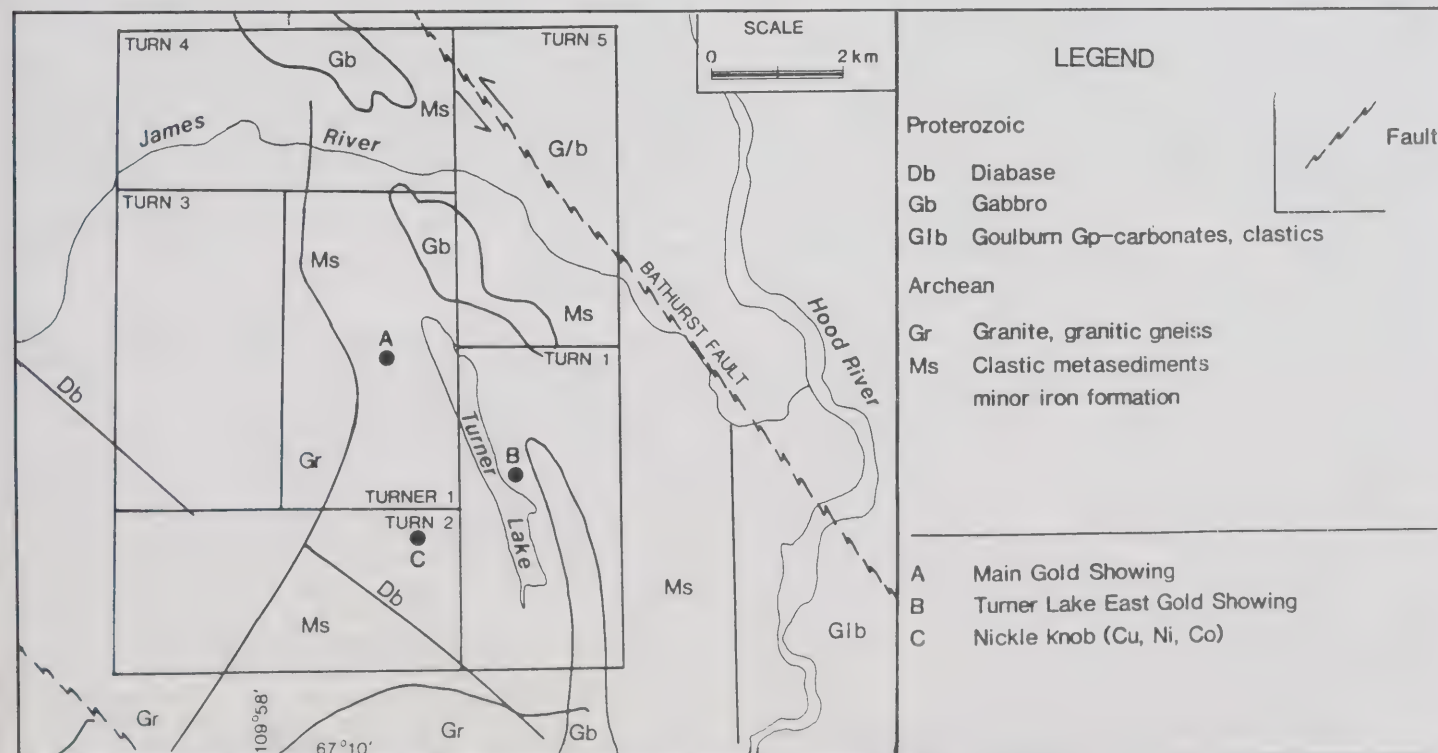 TURN 4
TURN 5
SCALE
0 2 km
Gb
Ms
G/b
James River
TURN 3
Ms
Gb
Ms
BATHURST FAULT
Hood River
A
TURN 1
Db
Turner Lake
B
Gr
TURNER 1
TURN 2
C
Db
Ms
Ms
Glb
Gr
109°58'
67°10'
Gr
Gb
LEGEND
Proterozoic
Fault
Db Diabase
Gb Gabbro
Glb Goulburn Gp-carbonates, clastics
Archean
Gr Granite, granitic gneiss
Ms Clastic metasediments
minor iron formation
A Main Gold Showing
B Turner Lake East Gold Showing
C Nickle Knob (Cu, Ni, Co)